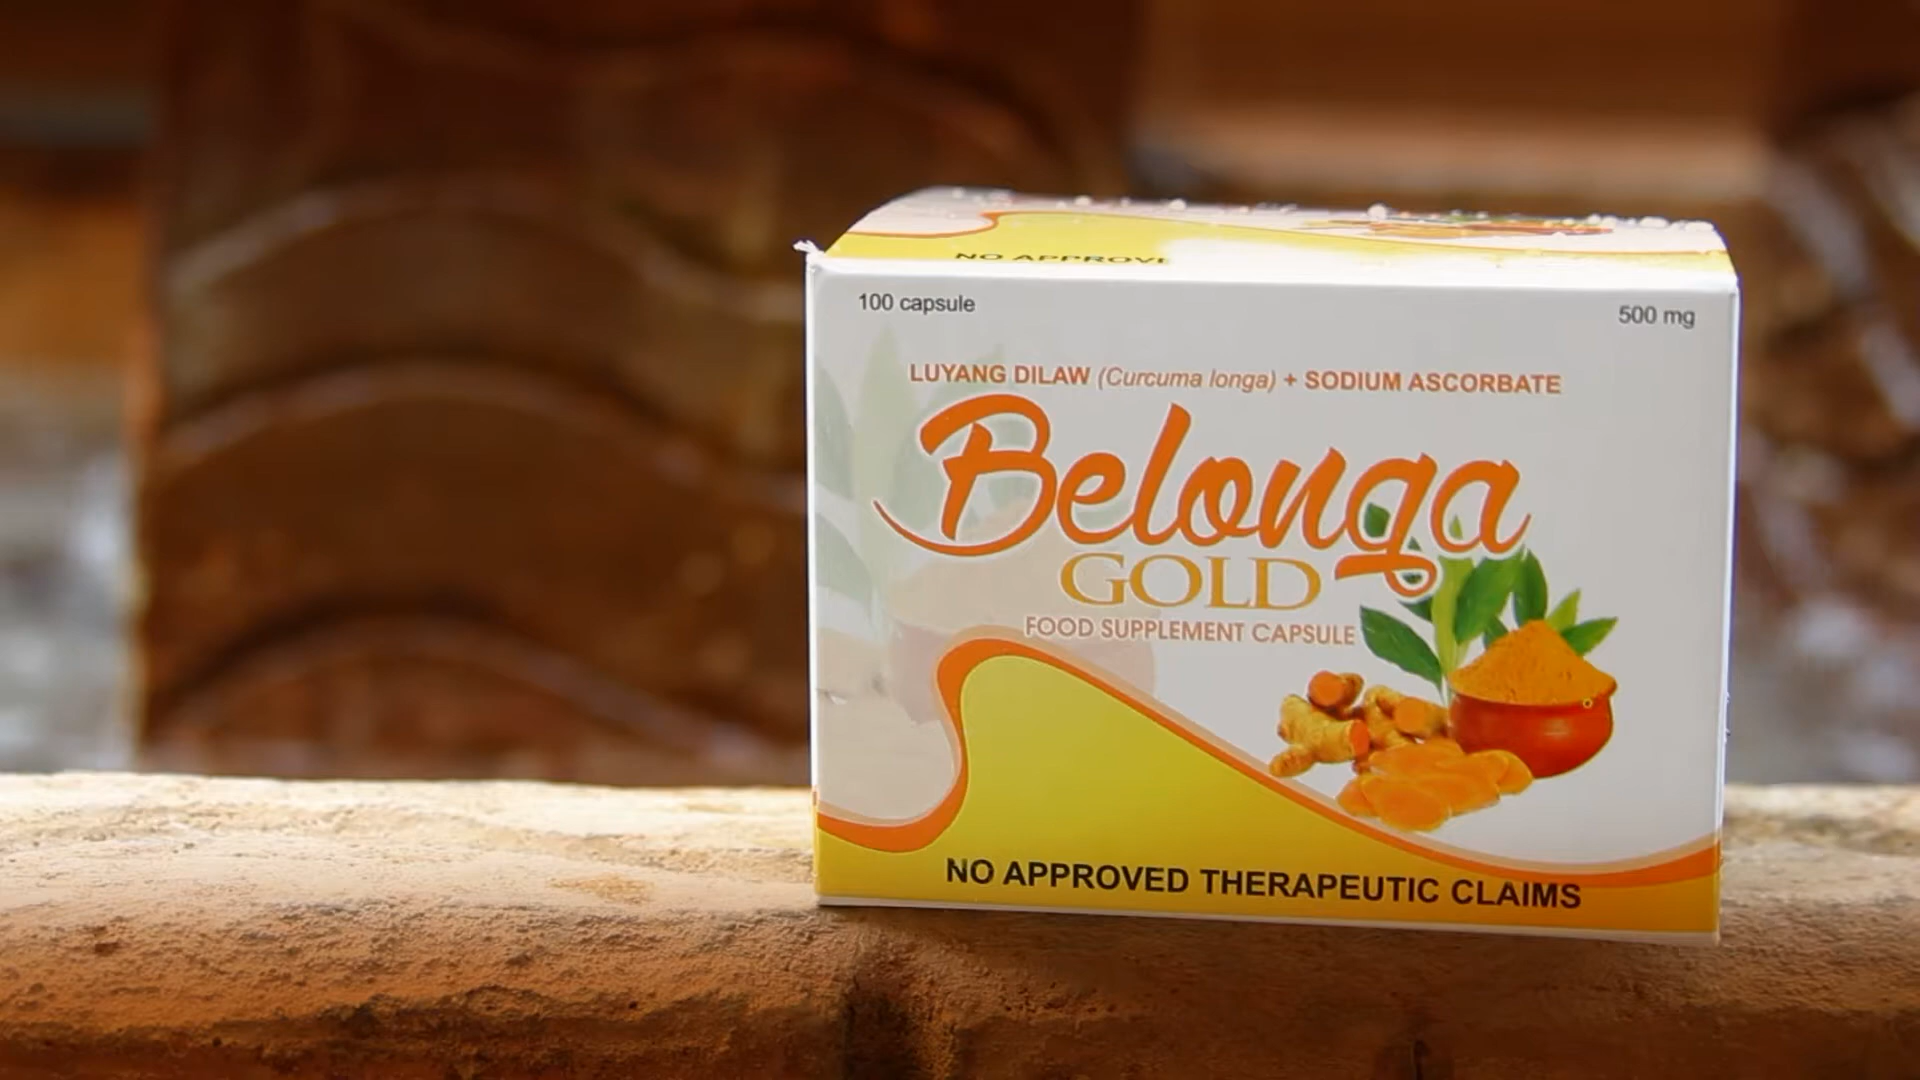 NO APPROVE
100 capsule
500 mg
LUYANG DILAW (Curcuma longa) + SODIUM ASCORBATE
Belonga
GOLD
FOOD SUPPLEMENT CAPSULE
NO APPROVED THERAPEUTIC CLAIMS